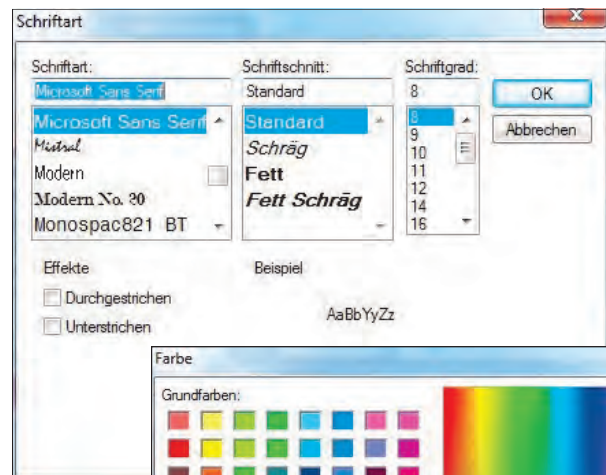 Schriftart
Schriftart:
Schriftschnitt:
Schriftgrad:
Microsoft Sans Serif
Standard
8
OK
Abbrechen
Microsoft Sans Serif
Mistral
Modern
Modern No. 20
Monospac821 BT
Standard
Schräg
Fett
Fett Schräg
8
9
10
11
12
14
16
Effekte
Durchgestrichen
Unterstrichen
Beispiel
AaBbYyZz
Farbe
Grundfarben: